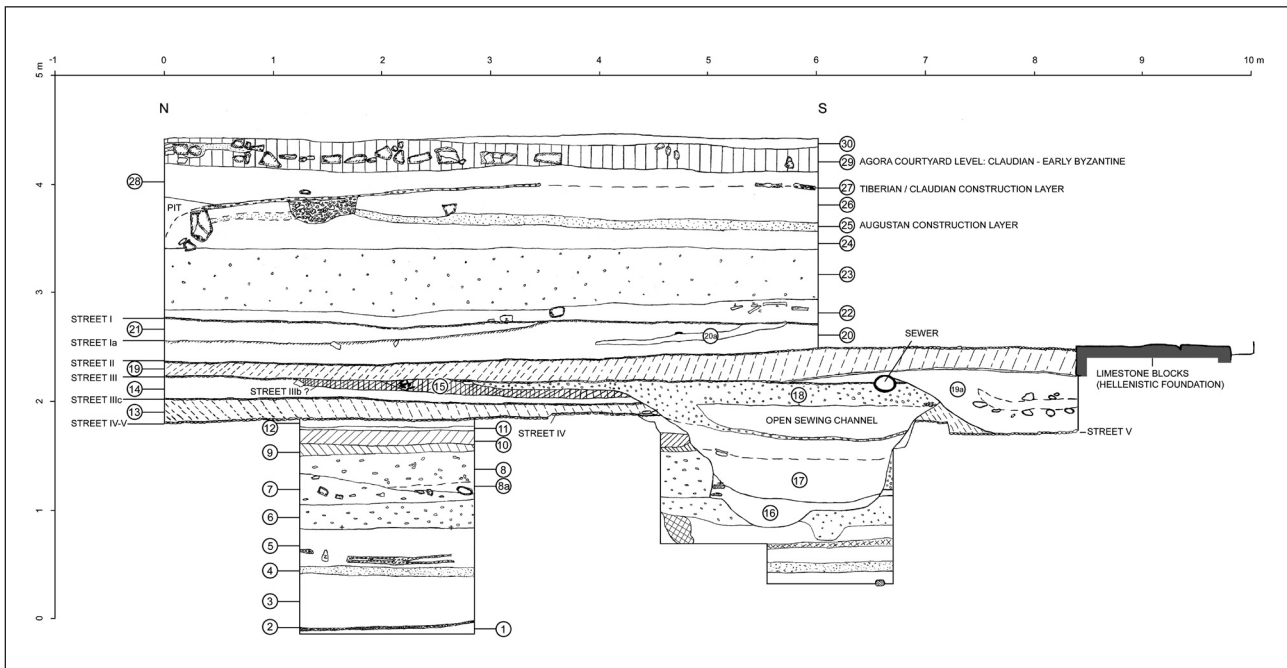 -1 0 1 2 3 4 5 6 7 8 9 10 m
5 m
N S
30
29 AGORA COURTYARD LEVEL: CLAUDIAN - EARLY BYZANTINE
4
28
27 TIBERIAN / CLAUDIAN CONSTRUCTION LAYER
PIT
26
25 AUGUSTAN CONSTRUCTION LAYER
24
23
3
22
STREET I
21
20a
20
SEWER
STREET Ia
STREET II
19
LIMESTONE BLOCKS
(HELLENISTIC FOUNDATION)
STREET III
14
STREET IIIb ?
15
18
19a
2
STREET IIIc
13
OPEN SEWING CHANNEL
STREET IV-V
STREET IV
STREET V
12
11
10
9
8
17
8a
7
1
16
6
5
4
3
2
1
0